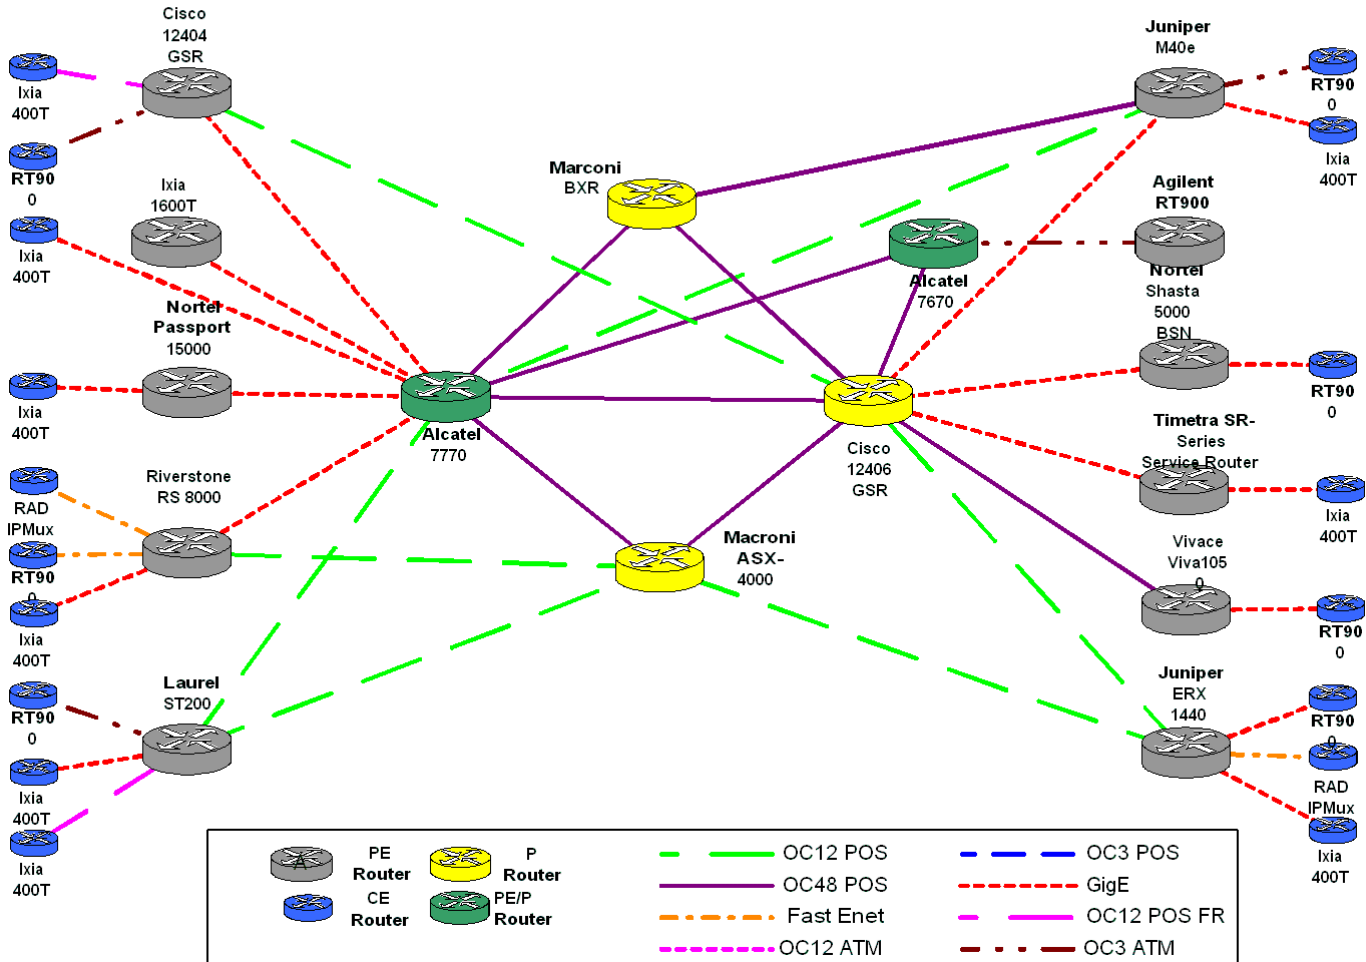 Cisco
12404
GSR
Ixia
400T
RT90
0
Ixia
1600T
Ixia
400T
Nortel
Passport
15000
Ixia
400T
Riverstone
RS 8000
RAD
IPMux
RT90
0
Ixia
400T
Laurel
ST200
RT90
0
Ixia
400T
Ixia
400T
Marconi
BXR
Alcatel
7670
Alcatel
7770
Cisco
12406
GSR
Macroni
ASX-
4000
Juniper
M40e
RT90
0
Ixia
400T
Agilent
RT900
Nortel
Shasta
5000
BSN
RT90
0
Timetra SR-
Series
Service Router
Ixia
400T
Vivace
Viva105
0
RT90
0
Juniper
ERX
1440
RT90
0
RAD
IPMux
Ixia
400T
A
PE
Router
P
Router
CE
Router
PE/P
Router
OC12 POS
OC48 POS
Fast Enet
OC12 ATM
OC3 POS
GigE
OC12 POS FR
OC3 ATM